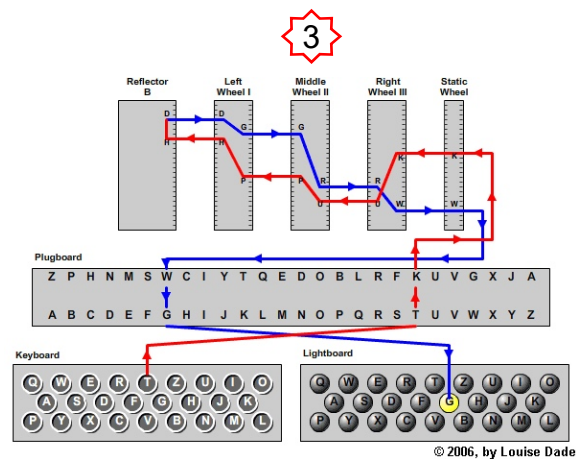 3
Reflector B
Left Wheel I
Middle Wheel II
Right Wheel III
Static Wheel
D D
G G
H H
K K
P P R R
U D W W
Plugboard
Z P H N M S W C I Y T Q E D O B L R F K U V G X J A
A B C D E F G H I J K L M N O P Q R S T U V W X Y Z
Keyboard
Q W E R T Z U I O
A S D F G H J K
P Y X C V B N M L
Lightboard
Q W E R T Z U I O
A S D F G H J K
P Y X C V B N M L
© 2006, by Louise Dade